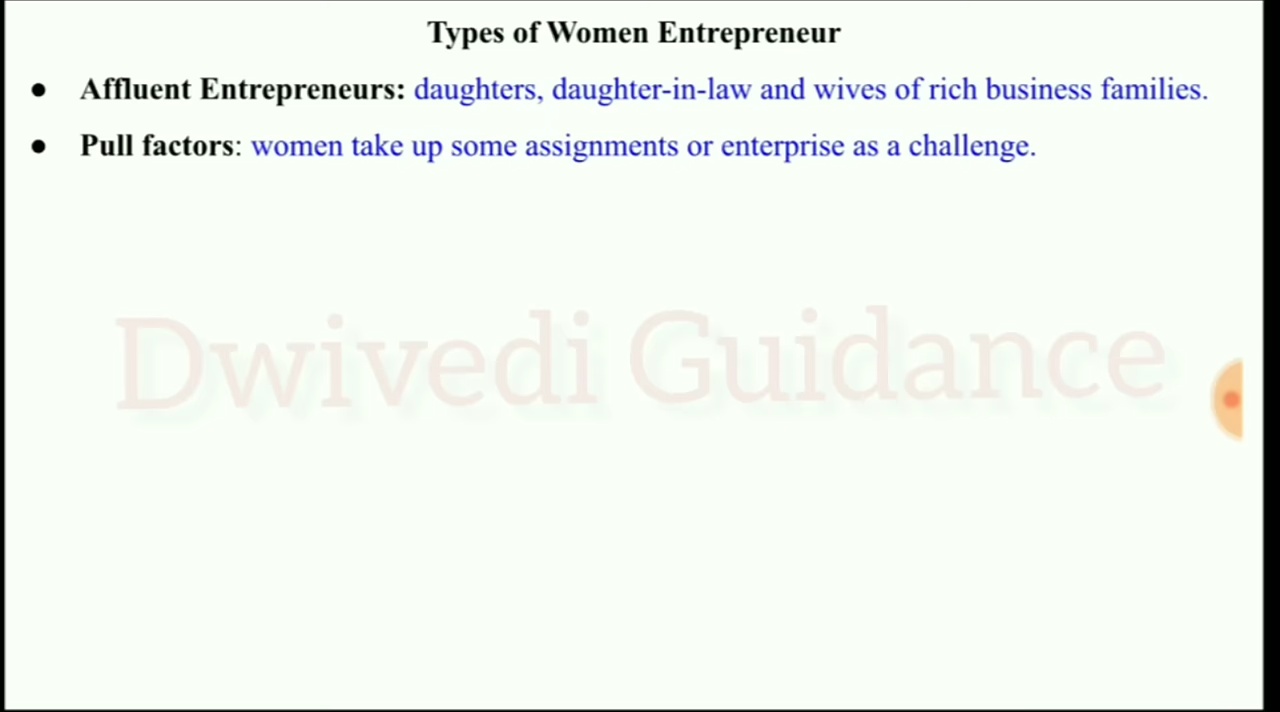 Types of Women Entrepreneur
● Affluent Entrepreneurs: daughters, daughter-in-law and wives of rich business families.
● Pull factors: women take up some assignments or enterprise as a challenge.
Dwivedi Guidance